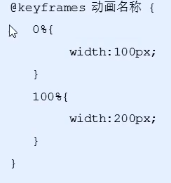 @keyframes 动画名称 {
0%{
width:100px;
}
100%{
width:200px;
}
}